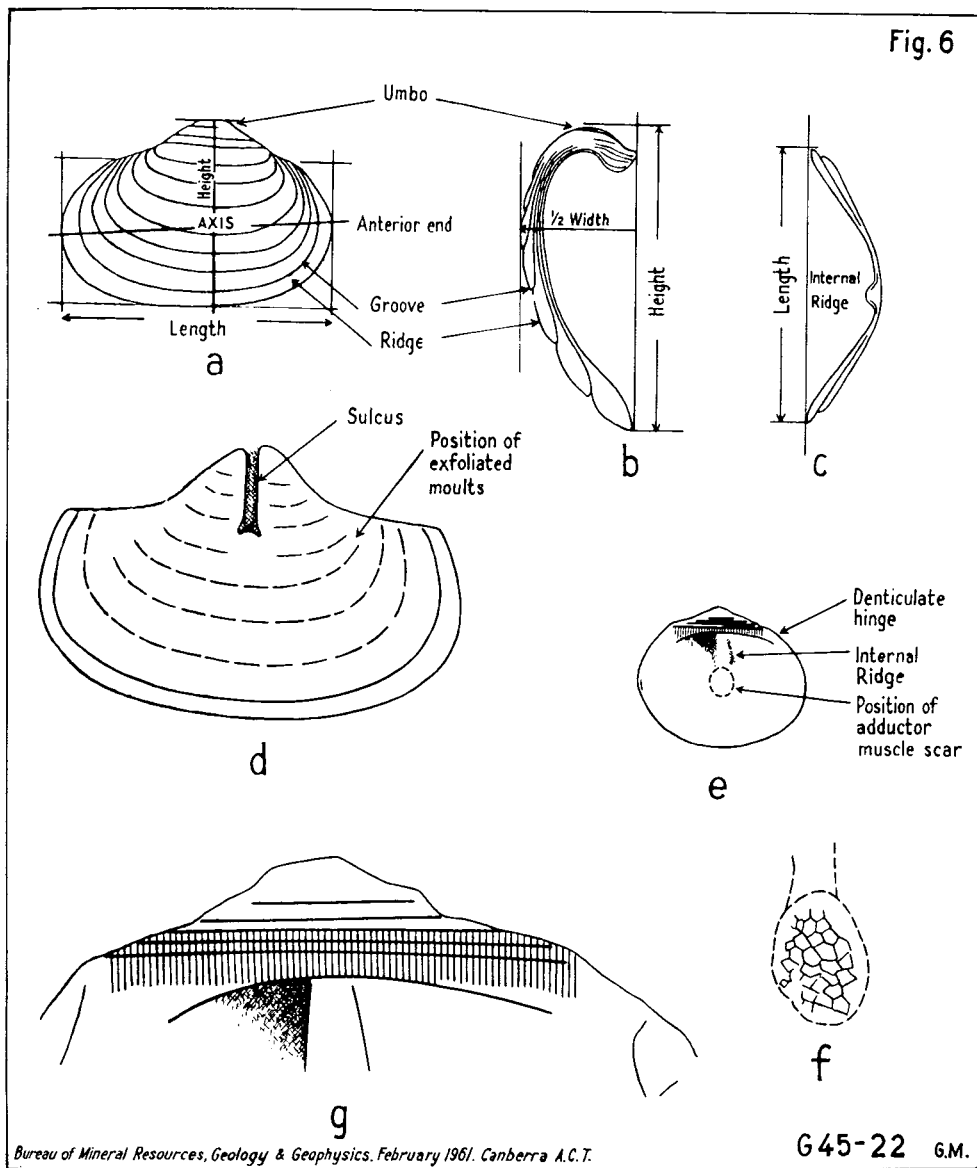 Fig. 6
Umbo
Height
AXIS
Anterior end
Groove
Ridge
Length
a
½ Width
Height
b
Length
Internal
Ridge
c
Sulcus
Position of
exfoliated
moults
d
Denticulate
hinge
Internal
Ridge
Position of
adductor
muscle scar
e
f
g
Bureau of Mineral Resources, Geology & Geophysics. February 1961. Canberra A.C.T.
G45-22 G.M.